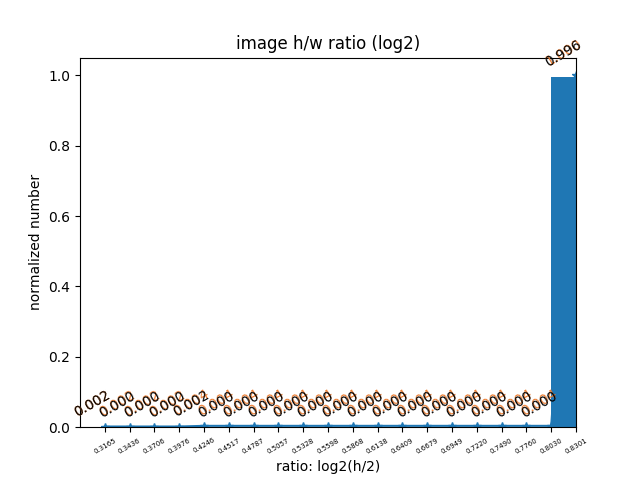 image h/w ratio (log2)
0.996
1.0
0.8
0.6
0.4
0.2
0.0
normalized number
0.002 0.000 0.000 0.000 0.002 0.000 0.000 0.000 0.000 0.000 0.000 0.000 0.000 0.000 0.000 0.000 0.000 0.000 0.000
0.3165 0.3436 0.3706 0.3976 0.4246 0.4517 0.4787 0.5057 0.5328 0.5598 0.5868 0.6138 0.6409 0.6679 0.6949 0.7220 0.7490 0.7760 0.8030 0.8301
ratio: log2(h/2)